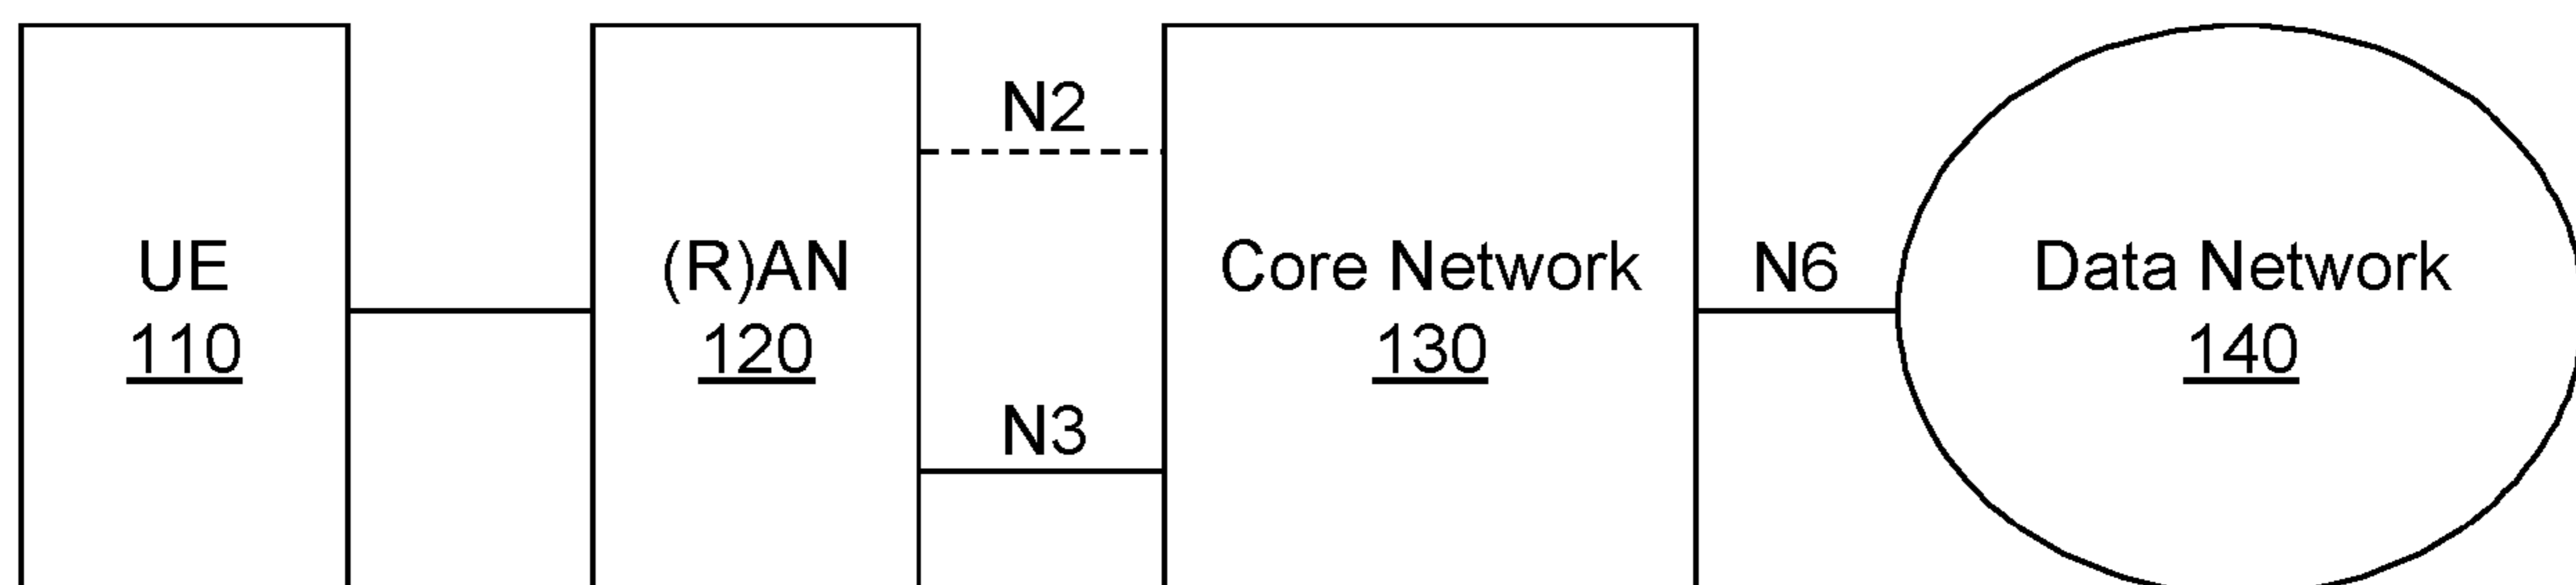 UE
110
(R)AN
120
N2
N3
Core Network
130
N6
Data Network
140